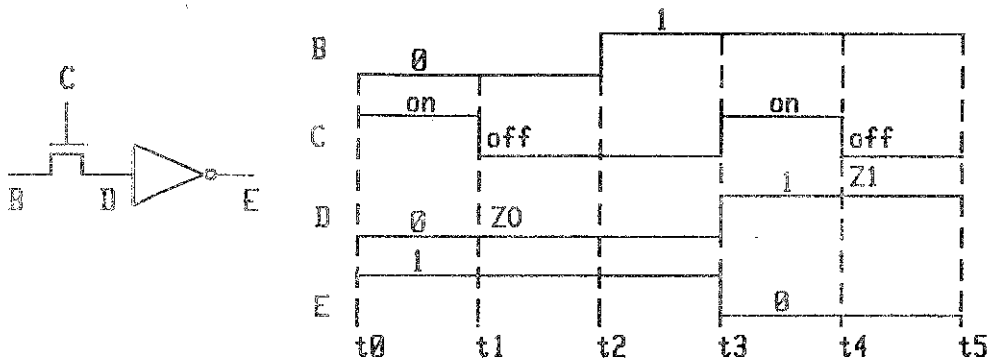 C
B D E
B 0 1
C on off on off
D 0 Z0 1 Z1
E 1 0
t0 t1 t2 t3 t4 t5